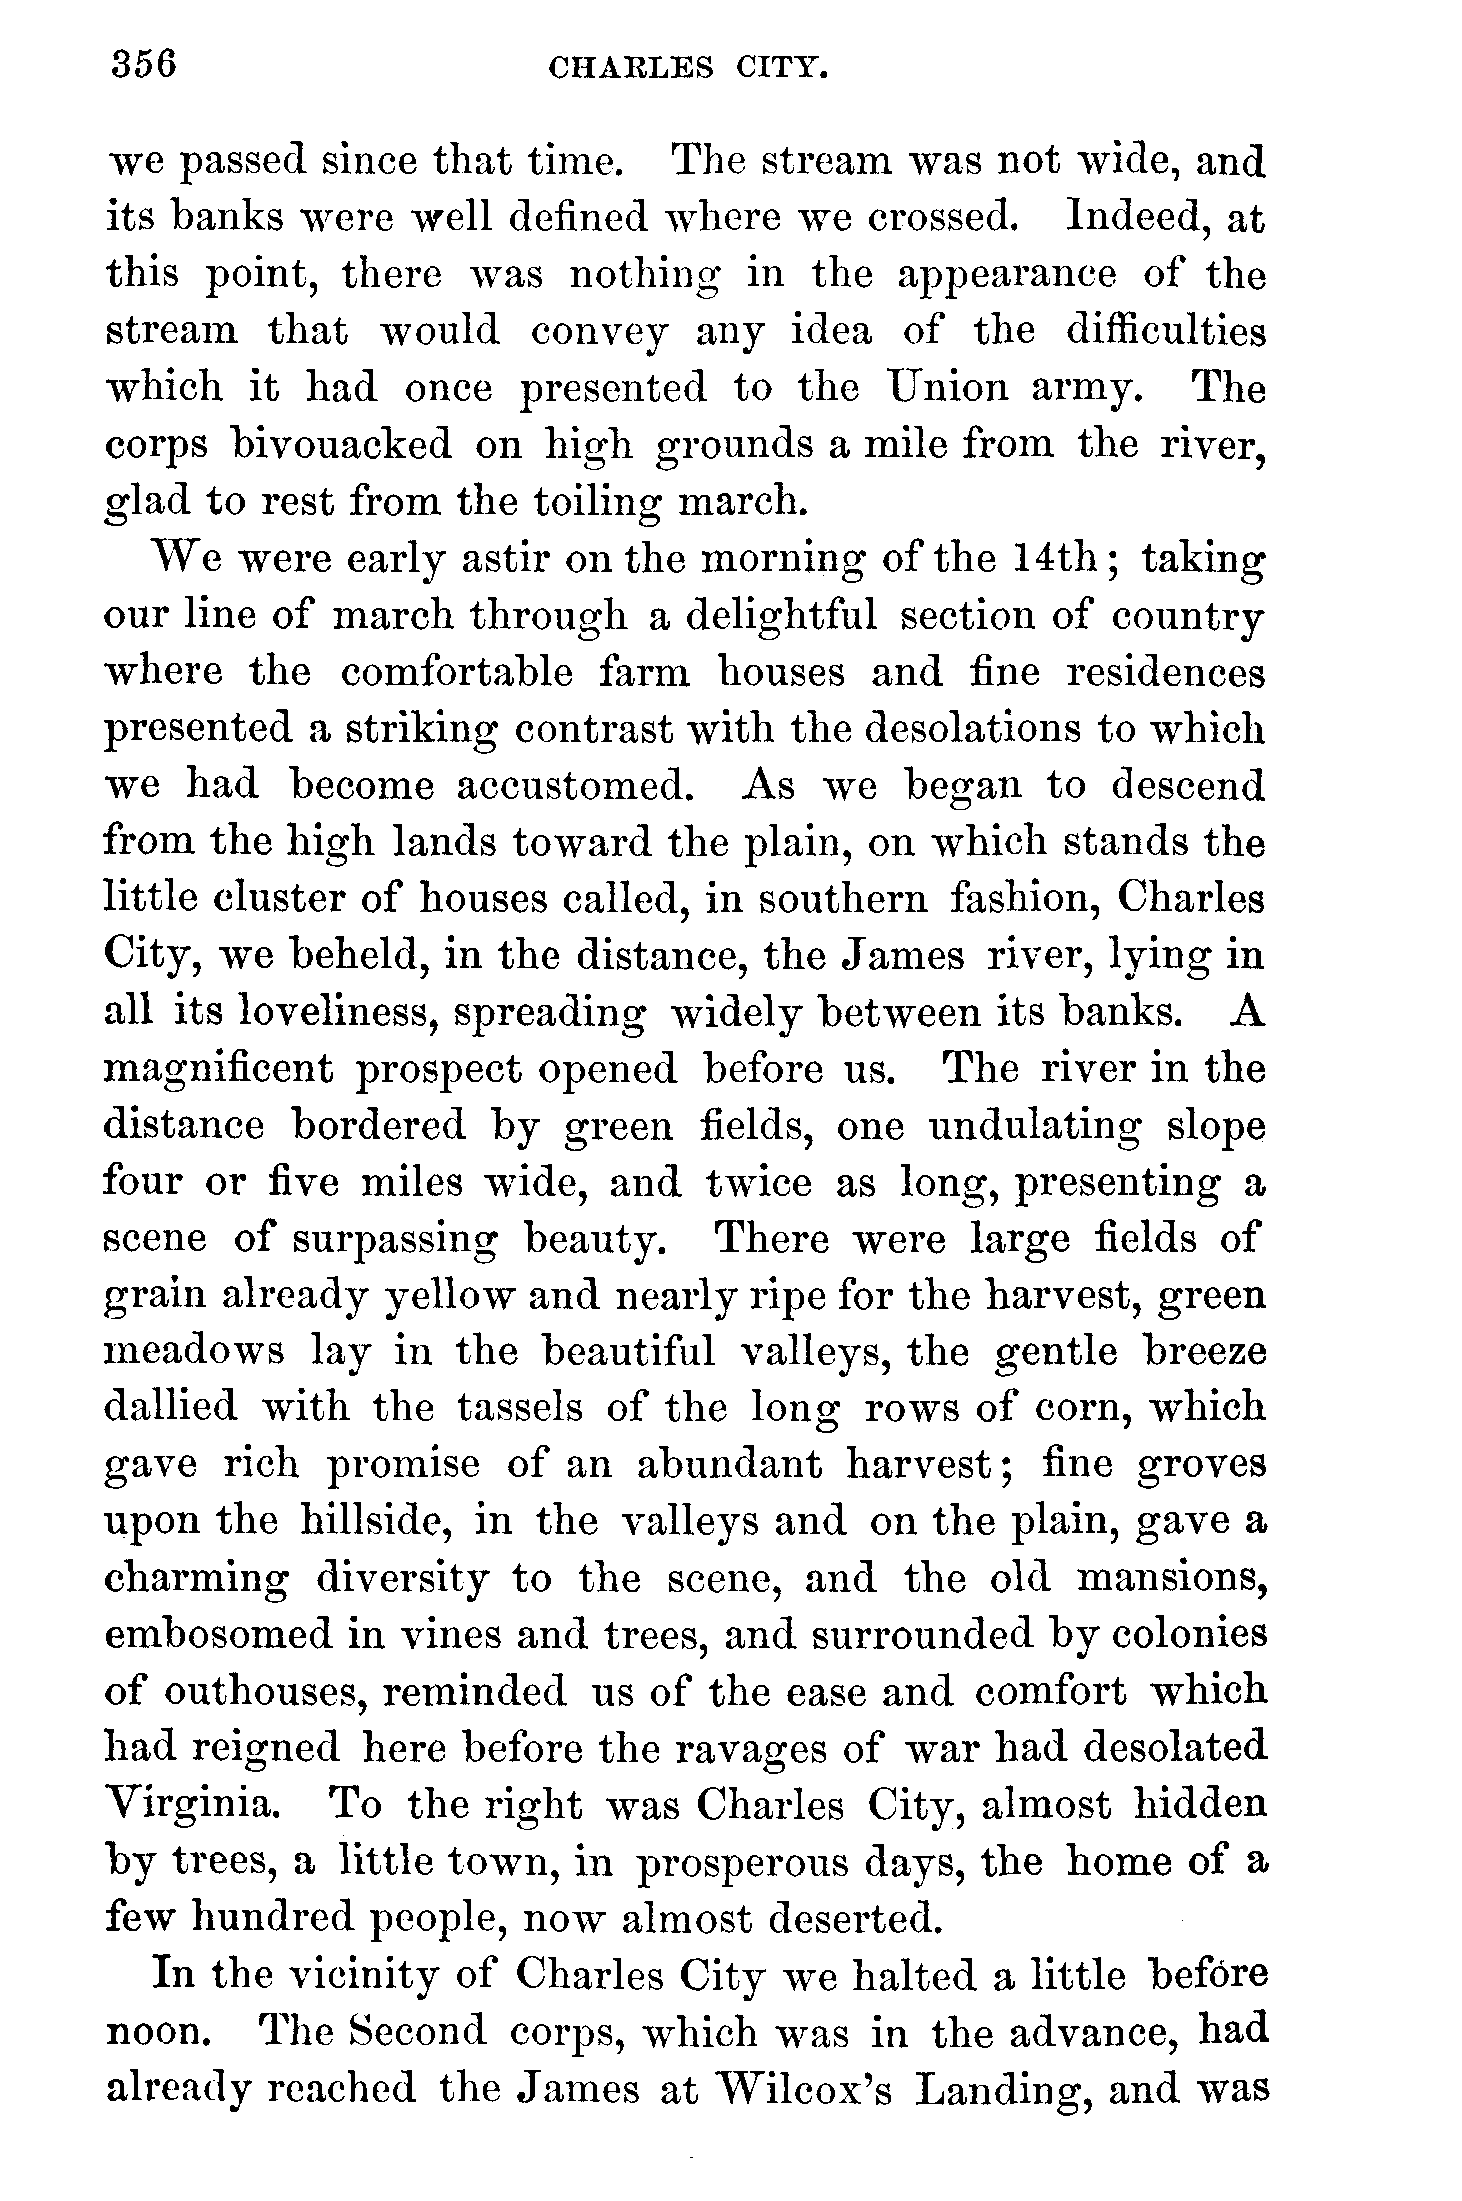 356 CHARLES CITY.
we passed since that time. The stream was not wide, and
its banks were well defined where we crossed. Indeed, at
this point, there was nothing in the appearance of the
stream that would convey any idea of the difficulties
which it had once presented to the Union army. The
corps bivouacked on high grounds a mile from the river,
glad to rest from the toiling march.
We were early astir on the morning of the 14th; taking
our line of march through a delightful section of country
where the comfortable farm houses and fine residences
presented a striking contrast with the desolations to which
we had become accustomed. As we began to descend
from the high lands toward the plain, on which stands the
little cluster of houses called, in southern fashion, Charles
City, we beheld, in the distance, the James river, lying in
all its loveliness, spreading widely between its banks. A
magnificent prospect opened before us. The river in the
distance bordered by green fields, one undulating slope
four or five miles wide, and twice as long, presenting a
scene of surpassing beauty. There were large fields of
grain already yellow and nearly ripe for the harvest, green
meadows lay in the beautiful valleys, the gentle breeze
dallied with the tassels of the long rows of corn, which
gave rich promise of an abundant harvest; fine groves
upon the hillside, in the valleys and on the plain, gave a
charming diversity to the scene, and the old mansions,
embosomed in vines and trees, and surrounded by colonies
of outhouses, reminded us of the ease and comfort which
had reigned here before the ravages of war had desolated
Virginia. To the right was Charles City, almost hidden
by trees, a little town, in prosperous days, the home of a
few hundred people, now almost deserted.
In the vicinity of Charles City we halted a little before
noon. The Second corps, which was in the advance, had
already reached the James at Wilcox's Landing, and was